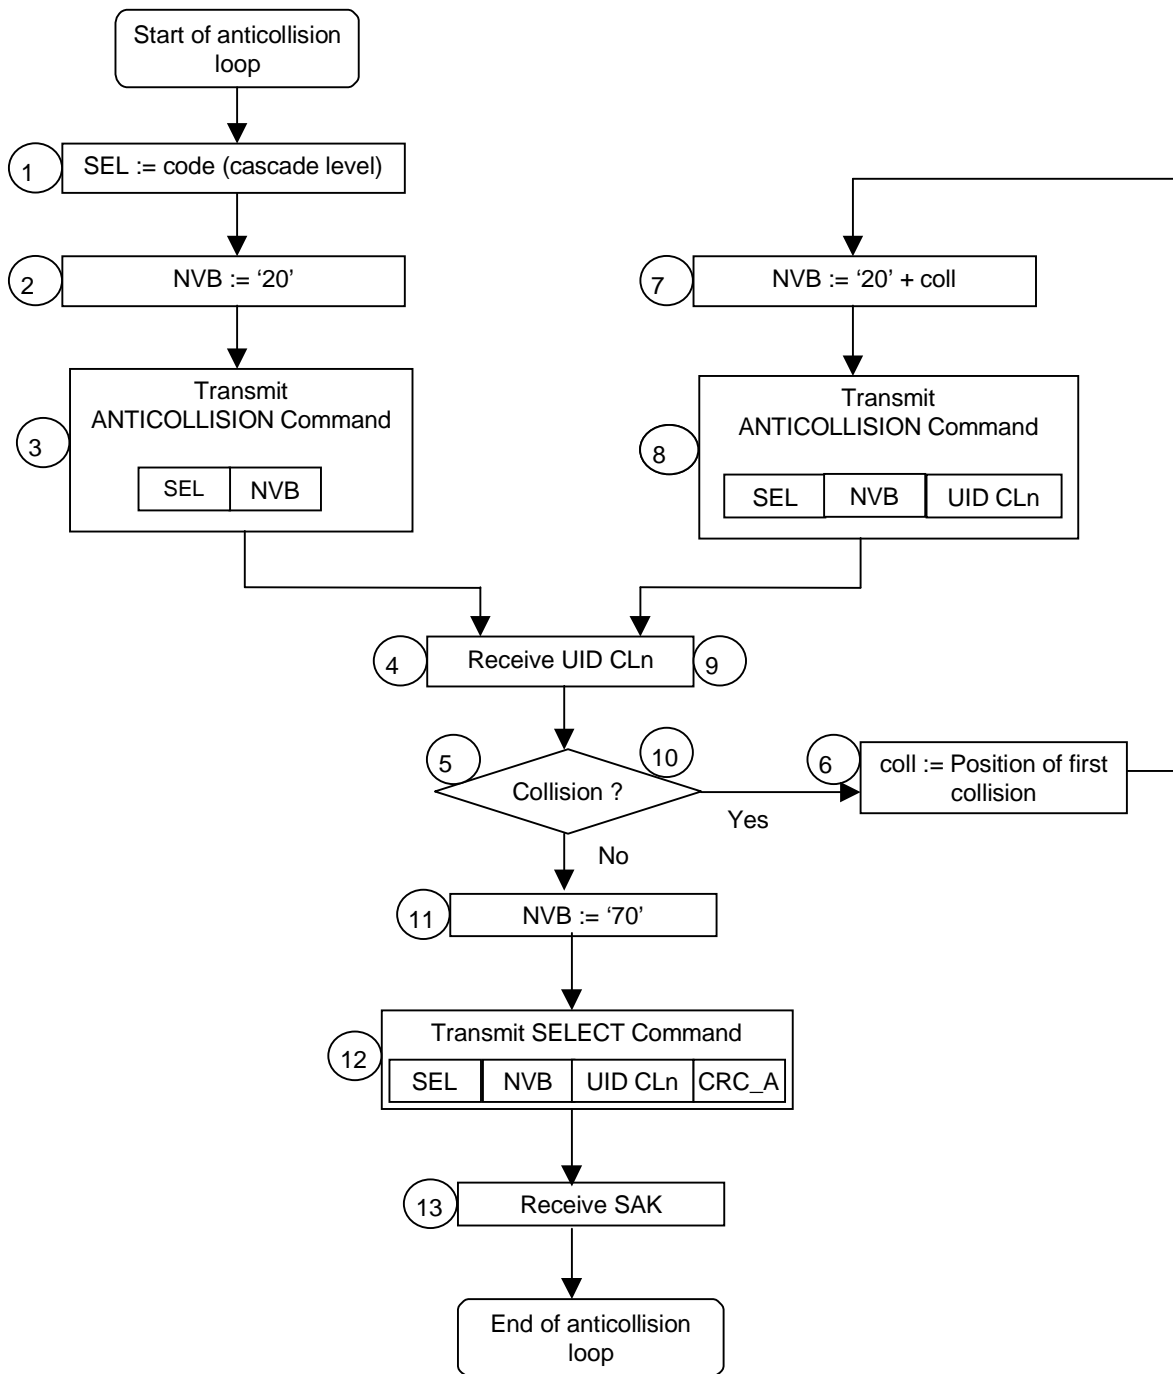 Start of anticollision
loop
1
SEL := code (cascade level)
2
NVB := ‘20’
3
Transmit
ANTICOLLISION Command
SEL NVB
7
NVB := ‘20’ + coll
8
Transmit
ANTICOLLISION Command
SEL NVB UID CLn
4
Receive UID CLn
9
5
Collision ?
10
Yes
No
6
coll := Position of first
collision
11
NVB := ‘70’
12
Transmit SELECT Command
SEL NVB UID CLn CRC_A
13
Receive SAK
End of anticollision
loop